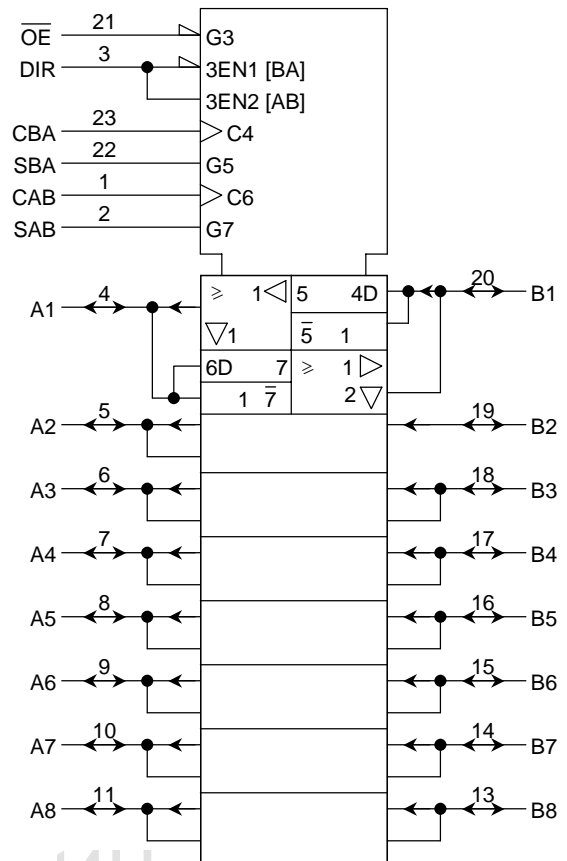 OE 21 G3
DIR 3 3EN1 [BA]
3EN2 [AB]
CBA 23 C4
SBA 22 G5
CAB 1 C6
SAB 2 G7
A1 4 ≥ 1 5 4D 20 B1
1 5̅ 1
6D 7 ≥ 1
1 7̅ 2
A2 5 19 B2
A3 6 18 B3
A4 7 17 B4
A5 8 16 B5
A6 9 15 B6
A7 10 14 B7
A8 11 13 B8